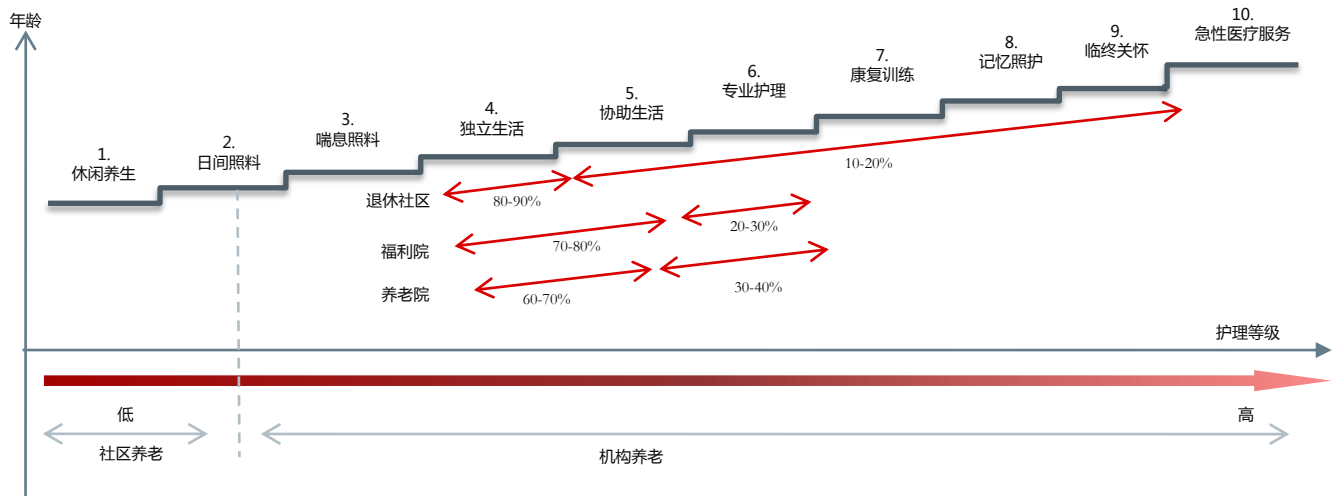 年龄
1.
休闲养生
2.
日间照料
3.
喘息照料
4.
独立生活
5.
协助生活
6.
专业护理
7.
康复训练
8.
记忆照护
9.
临终关怀
10.
急性医疗服务
10-20%
退休社区
80-90%
20-30%
福利院
70-80%
养老院
60-70%
30-40%
护理等级
低
高
社区养老
机构养老